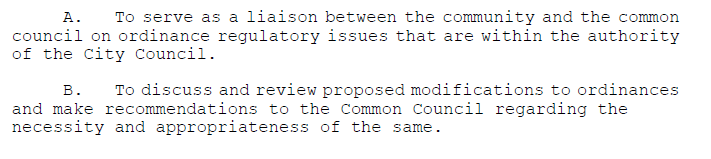 A. To serve as a liaison between the community and the common
council on ordinance regulatory issues that are within the authority
of the City Council.
B. To discuss and review proposed modifications to ordinances
and make recommendations to the Common Council regarding the
necessity and appropriateness of the same.